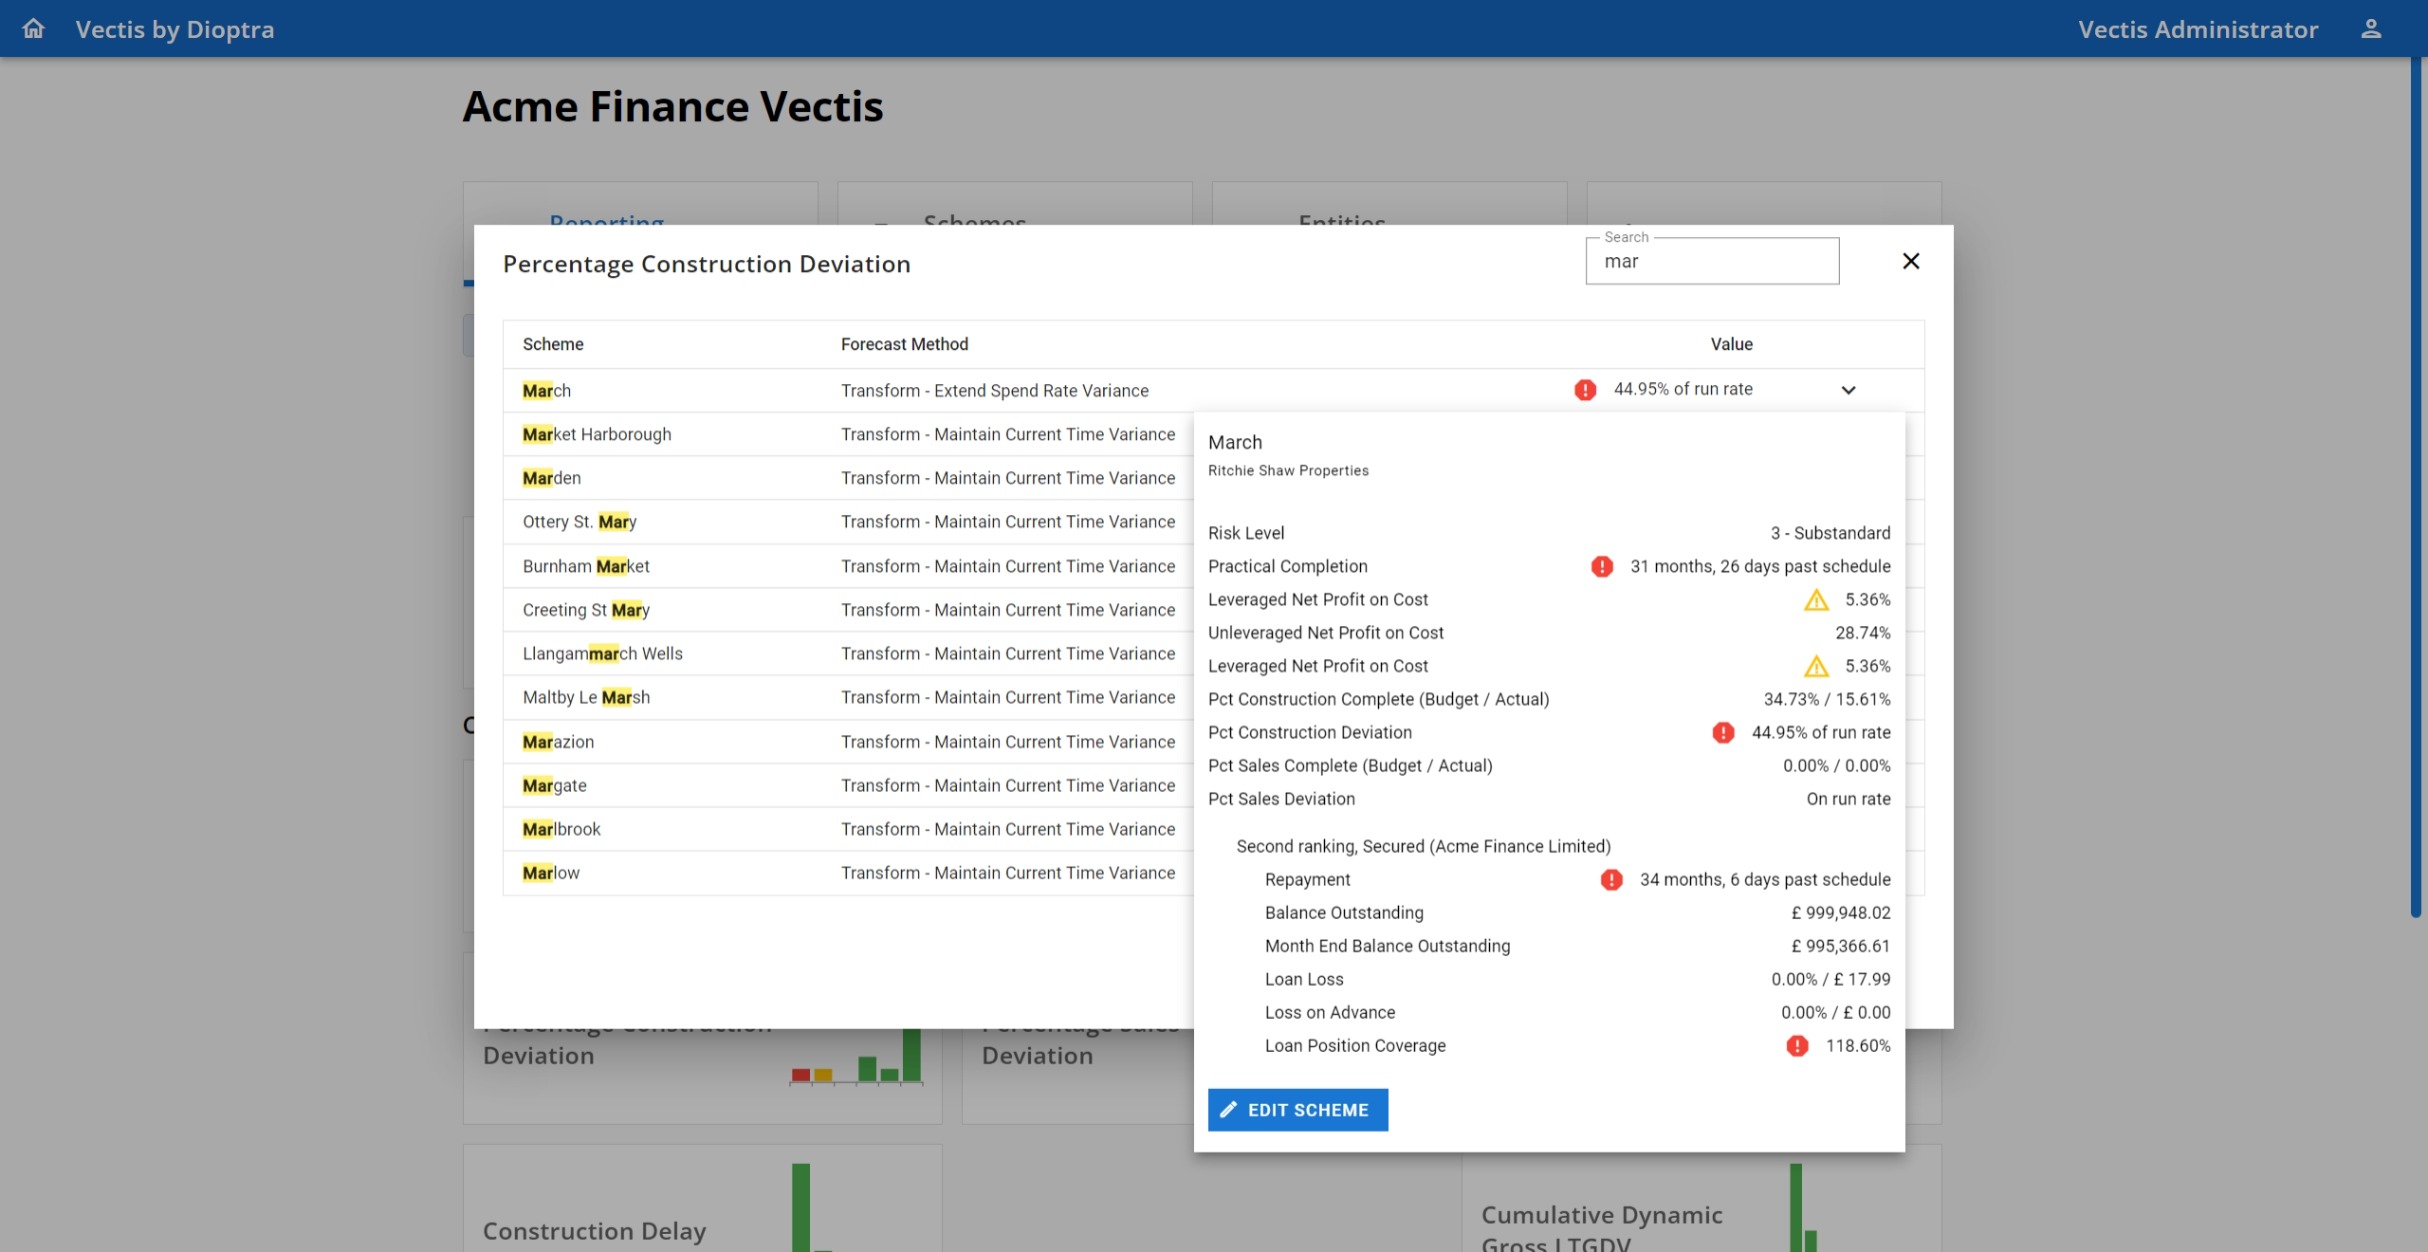 Vectis by Dioptra
Vectis Administrator
Acme Finance Vectis
Reporting
Schemes
Entities
Percentage Construction Deviation
Search
mar
Scheme
Forecast Method
Value
March
Transform - Extend Spend Rate Variance
44.95% of run rate
Market Harborough
Transform - Maintain Current Time Variance
Marden
Transform - Maintain Current Time Variance
Ottery St. Mary
Transform - Maintain Current Time Variance
Burnham Market
Transform - Maintain Current Time Variance
Creeting St Mary
Transform - Maintain Current Time Variance
Llangammarch Wells
Transform - Maintain Current Time Variance
Maltby Le Marsh
Transform - Maintain Current Time Variance
Marazion
Transform - Maintain Current Time Variance
Margate
Transform - Maintain Current Time Variance
Marlbrook
Transform - Maintain Current Time Variance
Marlow
Transform - Maintain Current Time Variance
March
Ritchie Shaw Properties
Risk Level
3 - Substandard
Practical Completion
31 months, 26 days past schedule
Leveraged Net Profit on Cost
5.36%
Unleveraged Net Profit on Cost
28.74%
Leveraged Net Profit on Cost
5.36%
Pct Construction Complete (Budget / Actual)
34.73% / 15.61%
Pct Construction Deviation
44.95% of run rate
Pct Sales Complete (Budget / Actual)
0.00% / 0.00%
Pct Sales Deviation
On run rate
Second ranking, Secured (Acme Finance Limited)
Repayment
34 months, 6 days past schedule
Balance Outstanding
£ 999,948.02
Month End Balance Outstanding
£ 995,366.61
Loan Loss
0.00% / £ 17.99
Loss on Advance
0.00% / £ 0.00
Loan Position Coverage
118.60%
EDIT SCHEME
Percentage Construction
Deviation
Percentage Sales
Deviation
Construction Delay
Cumulative Dynamic
Gross LTGDV